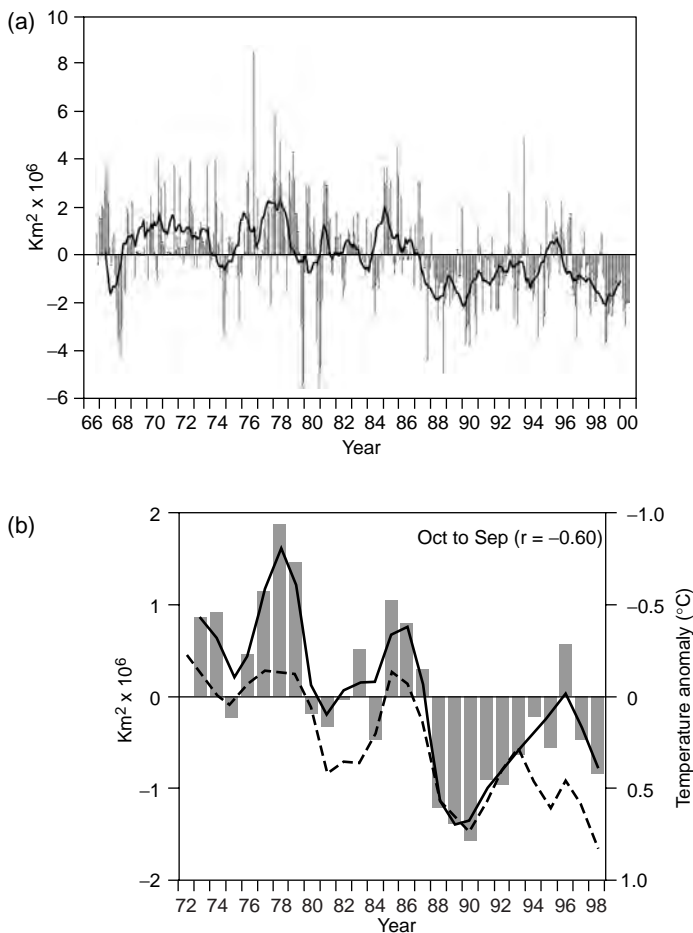 (a)
10
8
6
4
2
0
–2
–4
–6
Km² x 10⁶
66 68 70 72 74 76 78 80 82 84 86 88 90 92 94 96 98 00
Year
(b)
Oct to Sep (r = –0.60)
2
1
0
–1
–2
Km² x 10⁶
–1.0
–0.5
0
0.5
1.0
Temperature anomaly (°C)
72 74 76 78 80 82 84 86 88 90 92 94 96 98
Year